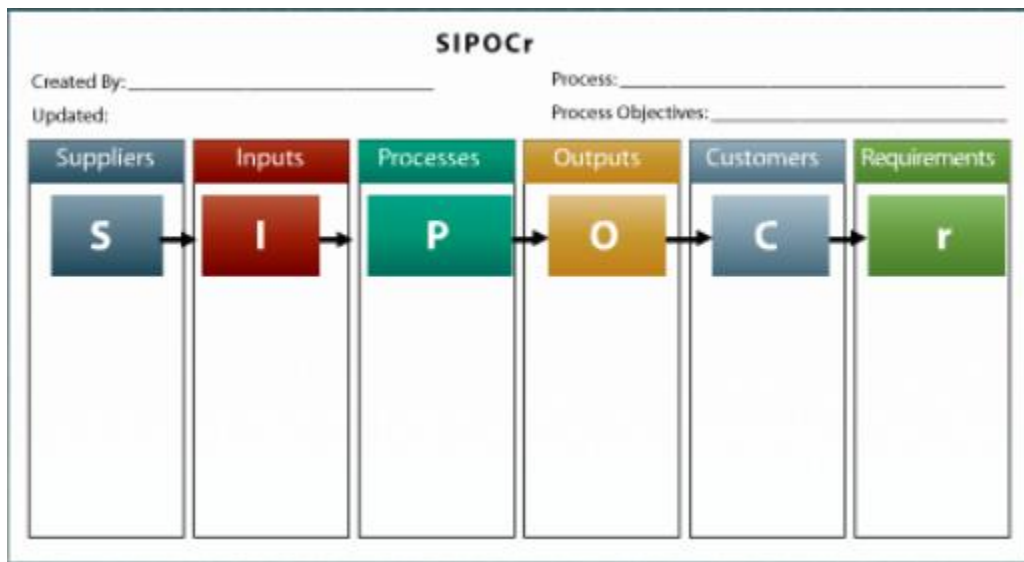 SIPOCr
Created By: Process:
Updated: Process Objectives:
Suppliers Inputs Processes Outputs Customers Requirements
S I P O C r